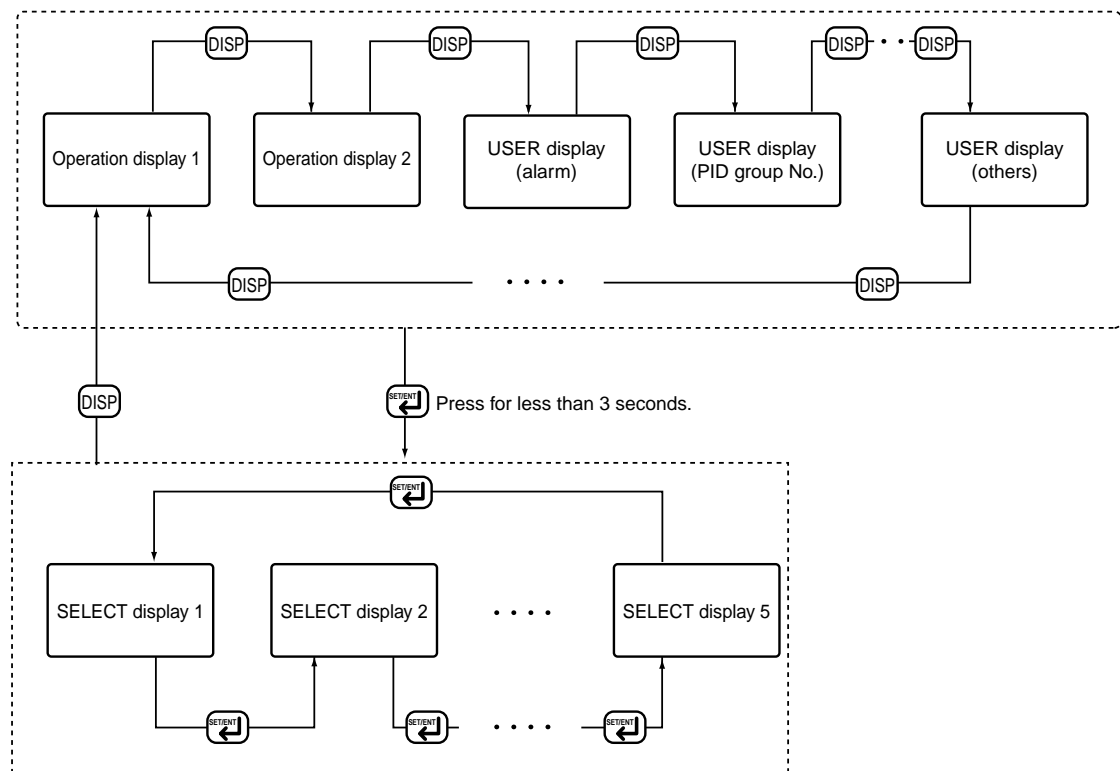 DISP DISP DISP DISP DISP
Operation display 1
Operation display 2
USER display
(alarm)
USER display
(PID group No.)
USER display
(others)
DISP DISP
DISP
SET/ENT Press for less than 3 seconds.
SET/ENT
SELECT display 1
SELECT display 2
SELECT display 5
SET/ENT SET/ENT SET/ENT